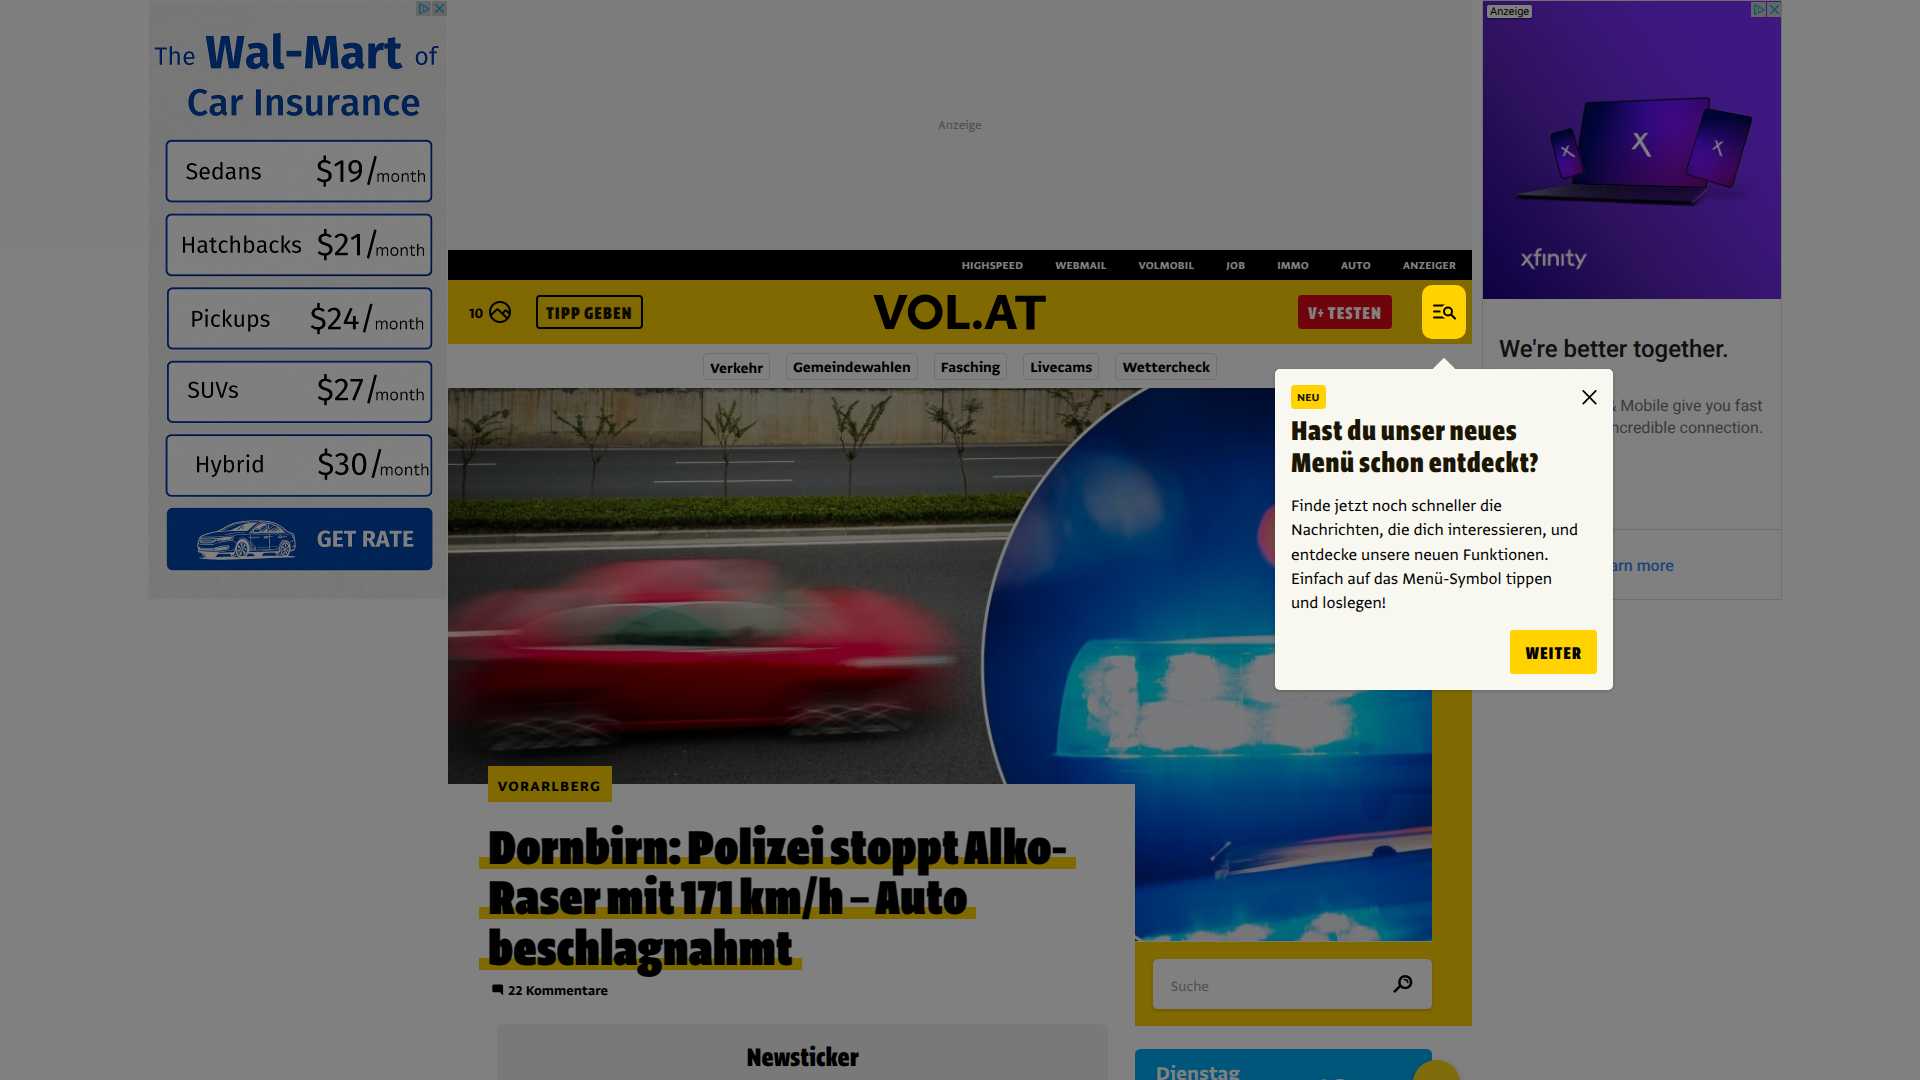 The Wal-Mart of
Car Insurance
Sedans $19/month
Hatchbacks $21/month
Pickups $24/month
SUVs $27/month
Hybrid $30/month
GET RATE
Anzeige
Anzeige
xfinity
We're better together.
& Mobile give you fast
ncredible connection.
arn more
HIGHSPEED WEBMAIL VOLMOBIL JOB IMMO AUTO ANZEIGER
10 TIPP GEBEN VOL.AT V+ TESTEN
Verkehr Gemeindewahlen Fasching Livecams Wettercheck
NEU
Hast du unser neues
Menü schon entdeckt?
Finde jetzt noch schneller die
Nachrichten, die dich interessieren, und
entdecke unsere neuen Funktionen.
Einfach auf das Menü-Symbol tippen
und loslegen!
WEITER
VORARLBERG
Dornbirn: Polizei stoppt Alko-
Raser mit 171 km/h – Auto
beschlagnahmt
22 Kommentare
Suche
Newsticker
Dienstag